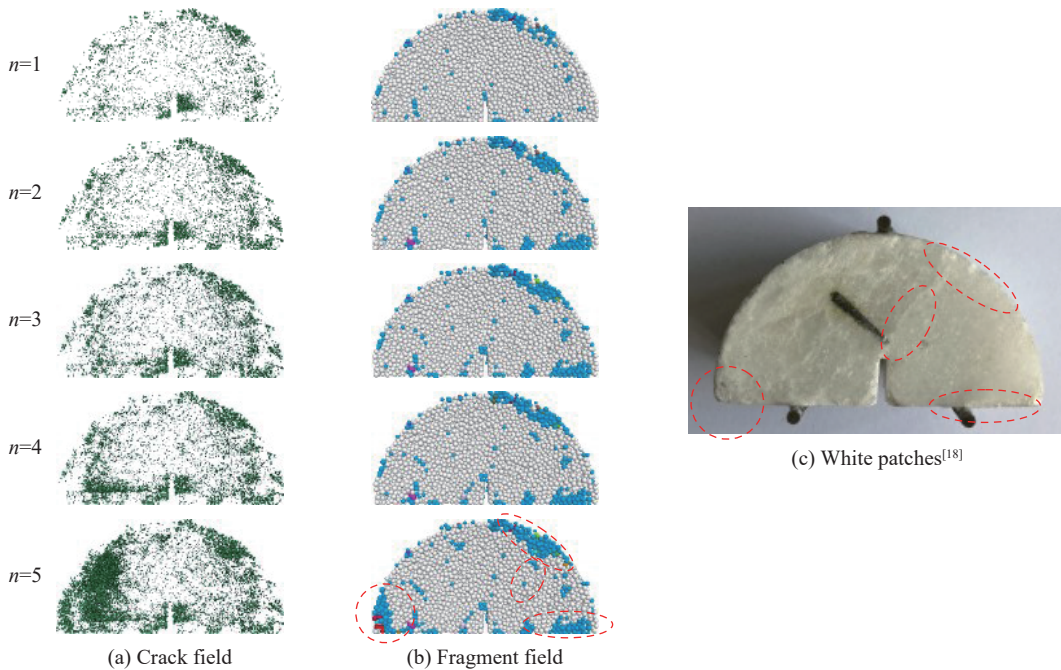 n=1
n=2
n=3
n=4
n=5
(a) Crack field
(b) Fragment field
(c) White patches[18]